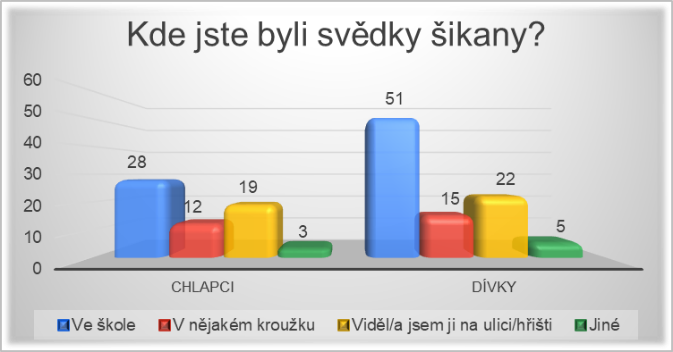 Kde jste byli svědky šikany?
60
50
40
30
20
10
0
28
12
19
3
51
15
22
5
CHLAPCI
DÍVKY
Ve škole
V nějakém kroužku
Viděl/a jsem ji na ulici/hřišti
Jiné